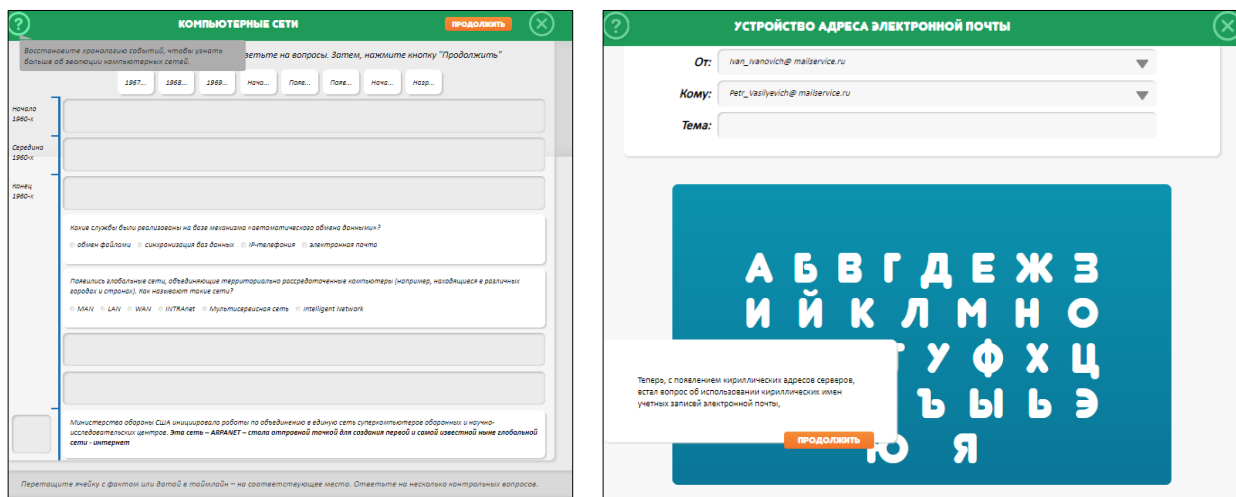 ?
КОМПЬЮТЕРНЫЕ СЕТИ
ПРОДОЛЖИТЬ
Восстановите хронологию событий, чтобы узнать
больше об эволюции компьютерных сетей.
ответьте на вопросы. Затем, нажмите кнопку "Продолжить"
1967... 1968... 1969... Нача... Появ... Появ... Нача... Назр...
Начало
1960-х
Середина
1960-х
Конец
1960-х
Какие службы были реализованы на базе механизма «автоматического обмена данными»?
обмен файлами синхронизация баз данных IP-телефония электронная почта
Появились глобальные сети, объединяющие территориально рассредоточенные компьютеры (например, находящиеся в различных
городах и странах). Как называют такие сети?
MAN LAN WAN INTRAnet Мультисервисная сеть Intelligent Network
Министерство обороны США инициировало работы по объединению в единую сеть суперкомпьютеров оборонных и научно-
исследовательских центров. Эта сеть – ARPANET – стала отправной точкой для создания первой и самой известной ныне глобальной
сети - интернет
Перетащите ячейку с фактом или датой в таймлайн – на соответствующее место. Ответьте на несколько контрольных вопросов.
?
УСТРОЙСТВО АДРЕСА ЭЛЕКТРОННОЙ ПОЧТЫ
От: Ivan_Ivanovich@ mailservice.ru
Кому: Petr_Vasilyevich@ mailservice.ru
Тема:
А Б В Г Д Е Ж З
И Й К Л М Н О
У Ф Х Ц
Ъ Ы Ь Э
Ю Я
Теперь, с появлением кириллических адресов серверов,
встал вопрос об использовании кириллических имен
учетных записей электронной почты,
ПРОДОЛЖИТЬ